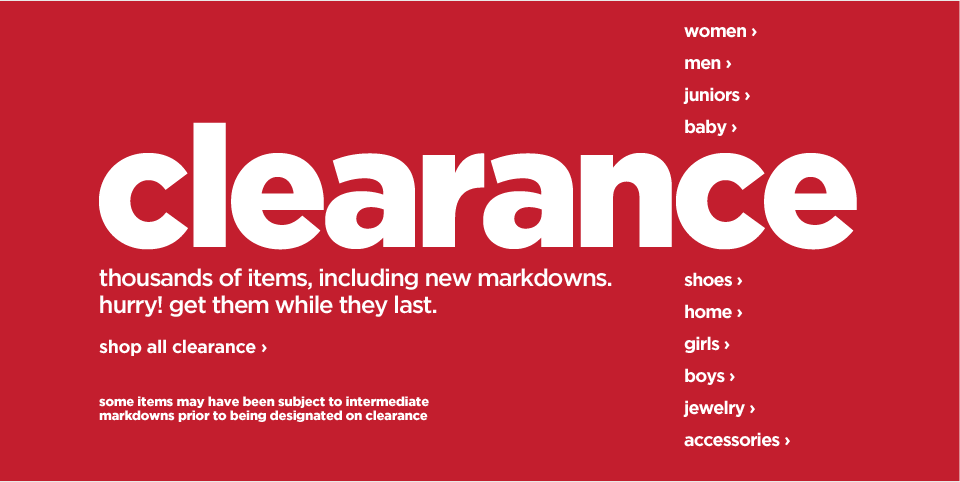 women ›
men ›
juniors ›
baby ›
clearance
thousands of items, including new markdowns.
hurry! get them while they last.
shop all clearance ›
some items may have been subject to intermediate
markdowns prior to being designated on clearance
shoes ›
home ›
girls ›
boys ›
jewelry ›
accessories ›